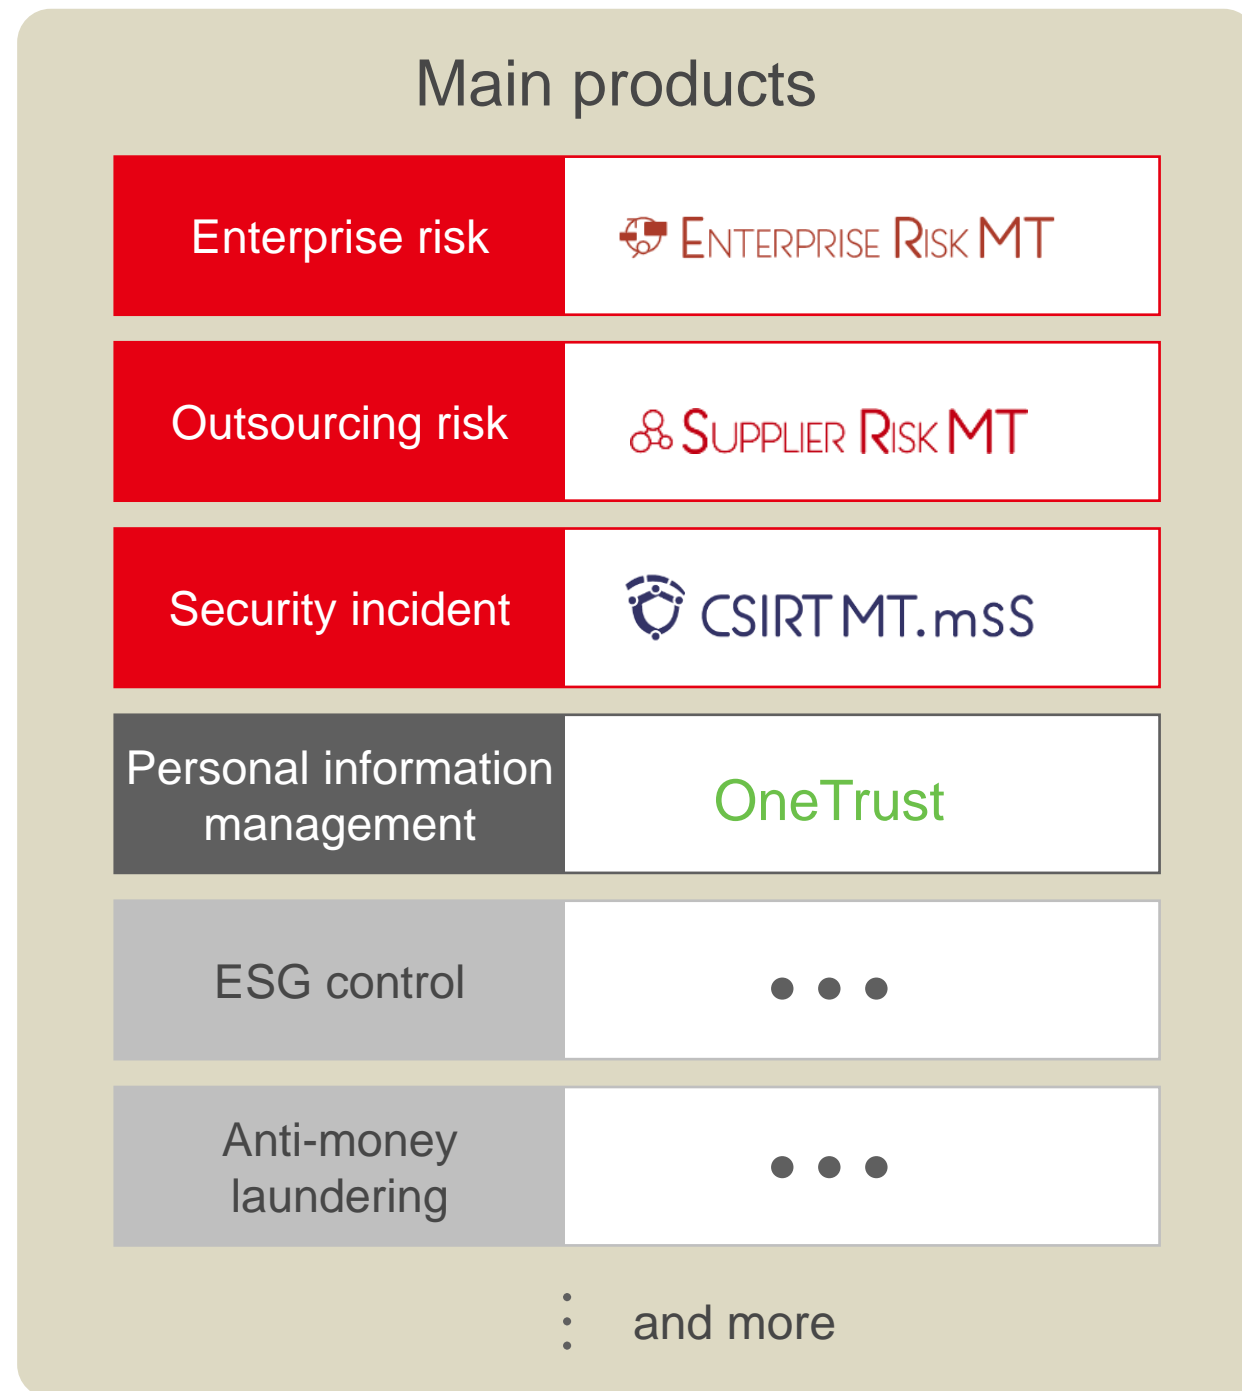 Main products
Enterprise risk
ENTERPRISE RISK MT
Outsourcing risk
SUPPLIER RISK MT
Security incident
CSIRT MT.mss
Personal information
management
OneTrust
ESG control
•••
Anti-money
laundering
•••
and more